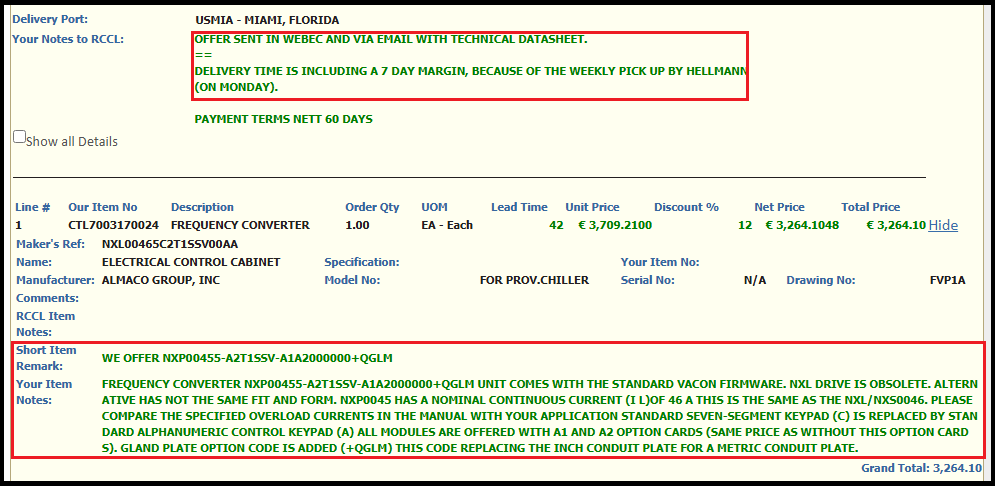 Delivery Port: USMIA - MIAMI, FLORIDA
Your Notes to RCCL: OFFER SENT IN WEBEC AND VIA EMAIL WITH TECHNICAL DATASHEET.
==
DELIVERY TIME IS INCLUDING A 7 DAY MARGIN, BECAUSE OF THE WEEKLY PICK UP BY HELLMANN
(ON MONDAY).
PAYMENT TERMS NETT 60 DAYS
Show all Details
Line # Our Item No Description Order Qty UOM Lead Time Unit Price Discount % Net Price Total Price
1 CTL7003170024 FREQUENCY CONVERTER 1.00 EA - Each 42 € 3,709.2100 12 € 3,264.1048 € 3,264.10 Hide
Maker's Ref: NXL00465C2T1SSV00AA
Name: ELECTRICAL CONTROL CABINET Specification: Your Item No:
Manufacturer: ALMACO GROUP, INC Model No: FOR PROV.CHILLER Serial No: N/A Drawing No: FVP1A
Comments:
RCCL Item
Notes:
Short Item
Remark: WE OFFER NXP00455-A2T1SSV-A1A2000000+QGLM
Your Item
Notes:
FREQUENCY CONVERTER NXP00455-A2T1SSV-A1A2000000+QGLM UNIT COMES WITH THE STANDARD VACON FIRMWARE. NXL DRIVE IS OBSOLETE. ALTERN
ATIVE HAS NOT THE SAME FIT AND FORM. NXP0045 HAS A NOMINAL CONTINUOUS CURRENT (I L)OF 46 A THIS IS THE SAME AS THE NXL/NXS0046. PLEASE
COMPARE THE SPECIFIED OVERLOAD CURRENTS IN THE MANUAL WITH YOUR APPLICATION STANDARD SEVEN-SEGMENT KEYPAD (C) IS REPLACED BY STAN
DARD ALPHANUMERIC CONTROL KEYPAD (A) ALL MODULES ARE OFFERED WITH A1 AND A2 OPTION CARDS (SAME PRICE AS WITHOUT THIS OPTION CARD
S). GLAND PLATE OPTION CODE IS ADDED (+QGLM) THIS CODE REPLACING THE INCH CONDUIT PLATE FOR A METRIC CONDUIT PLATE.
Grand Total: 3,264.10